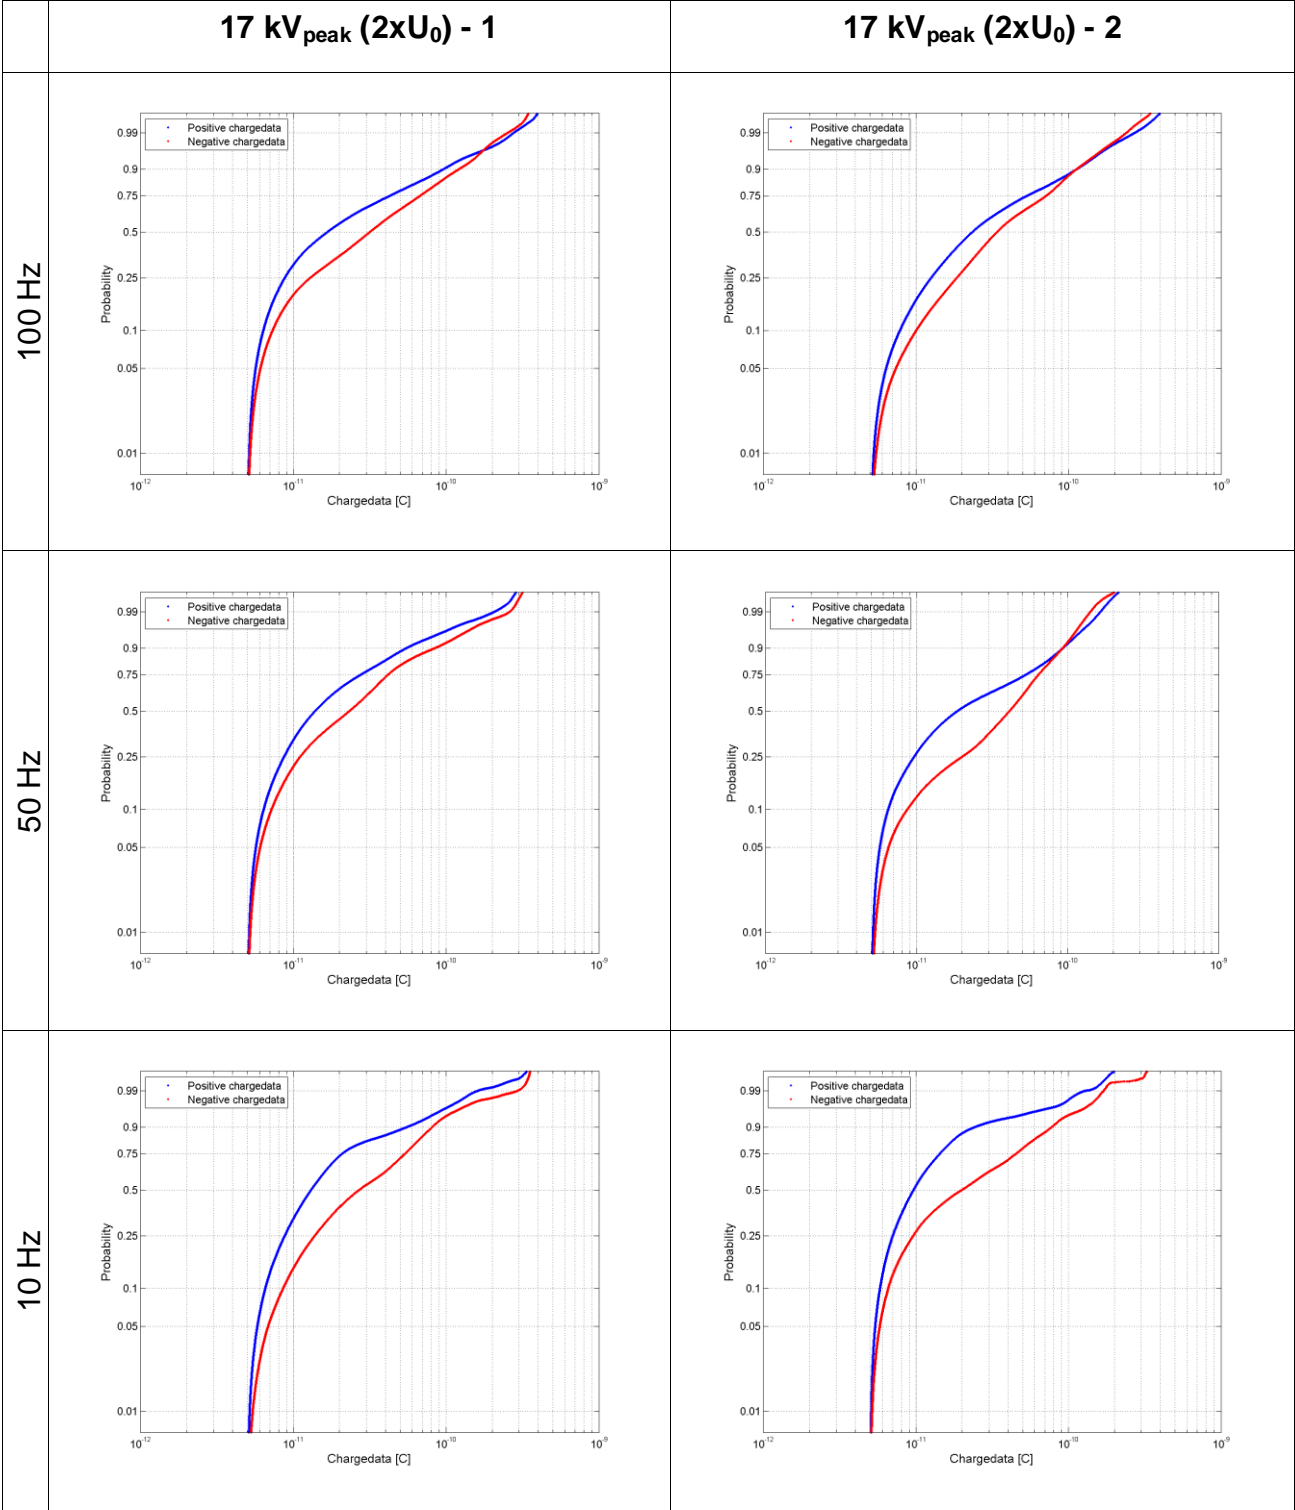 17 kVpeak (2xU0) - 1
17 kVpeak (2xU0) - 2
100 Hz
Positive chargedata
Negative chargedata
0.99
0.9
0.75
0.5
0.25
0.1
0.05
0.01
Probability
10-12
10-11
10-10
10-9
Chargedata [C]
Positive chargedata
Negative chargedata
0.99
0.9
0.75
0.5
0.25
0.1
0.05
0.01
Probability
10-12
10-11
10-10
10-9
Chargedata [C]
50 Hz
Positive chargedata
Negative chargedata
0.99
0.9
0.75
0.5
0.25
0.1
0.05
0.01
Probability
10-12
10-11
10-10
10-9
Chargedata [C]
Positive chargedata
Negative chargedata
0.99
0.9
0.75
0.5
0.25
0.1
0.05
0.01
Probability
10-12
10-11
10-10
10-9
Chargedata [C]
10 Hz
Positive chargedata
Negative chargedata
0.99
0.9
0.75
0.5
0.25
0.1
0.05
0.01
Probability
10-12
10-11
10-10
10-9
Chargedata [C]
Positive chargedata
Negative chargedata
0.99
0.9
0.75
0.5
0.25
0.1
0.05
0.01
Probability
10-12
10-11
10-10
10-9
Chargedata [C]